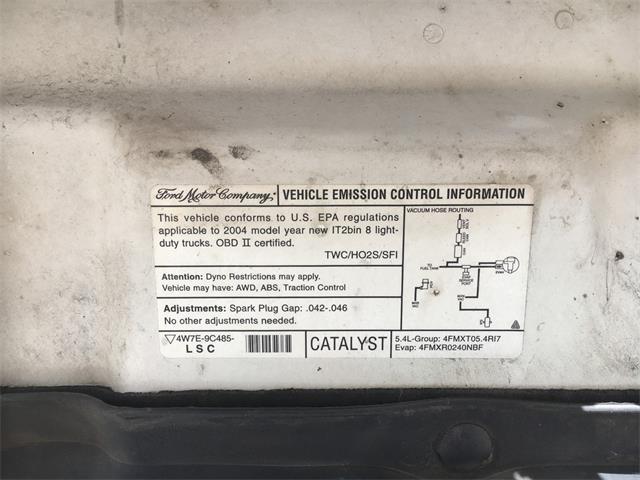 Ford Motor Company,
VEHICLE EMISSION CONTROL INFORMATION
This vehicle conforms to U.S. EPA regulations
applicable to 2004 model year new IT2bin 8 light-
duty trucks. OBD II certified.
TWC/HO2S/SFI
Attention: Dyno Restrictions may apply.
Vehicle may have: AWD, ABS, Traction Control
Adjustments: Spark Plug Gap: .042-.046
No other adjustments needed.
VACUUM HOSE ROUTING
TO
FUEL TANK
4W7E-9C485-
LSC
CATALYST
5.4L-Group: 4FMXT05.4RI7
Evap: 4FMXR0240NBF